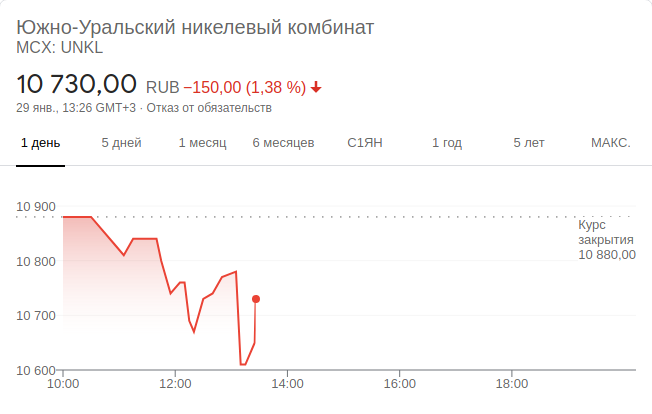 Южно-Уральский никелевый комбинат
MCX: UNKL
10 730,00 RUB −150,00 (1,38 %)
29 янв., 13:26 GMT+3 · Отказ от обязательств
1 день 5 дней 1 месяц 6 месяцев С1ЯН 1 год 5 лет МАКС.
10 900
Курс
закрытия
10 880,00
10 800
10 700
10 600
10:00 12:00 14:00 16:00 18:00